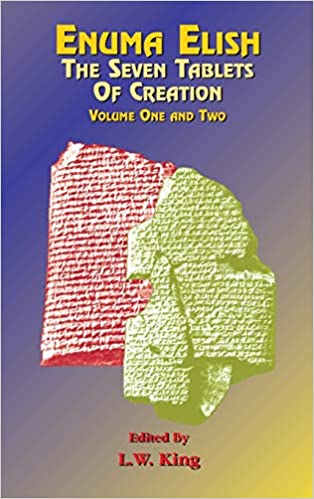 ENUMA ELISH
THE SEVEN TABLETS
OF CREATION
VOLUME ONE AND TWO
Edited By
L.W. King